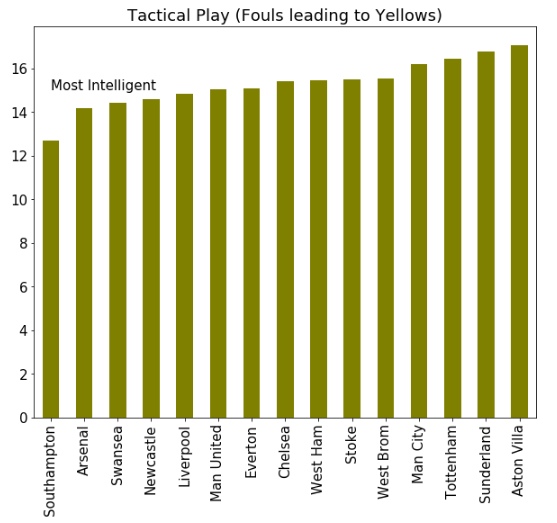 Tactical Play (Fouls leading to Yellows)
16
14
12
10
8
6
4
2
0
Most Intelligent
Southampton
Arsenal
Swansea
Newcastle
Liverpool
Man United
Everton
Chelsea
West Ham
Stoke
West Brom
Man City
Tottenham
Sunderland
Aston Villa